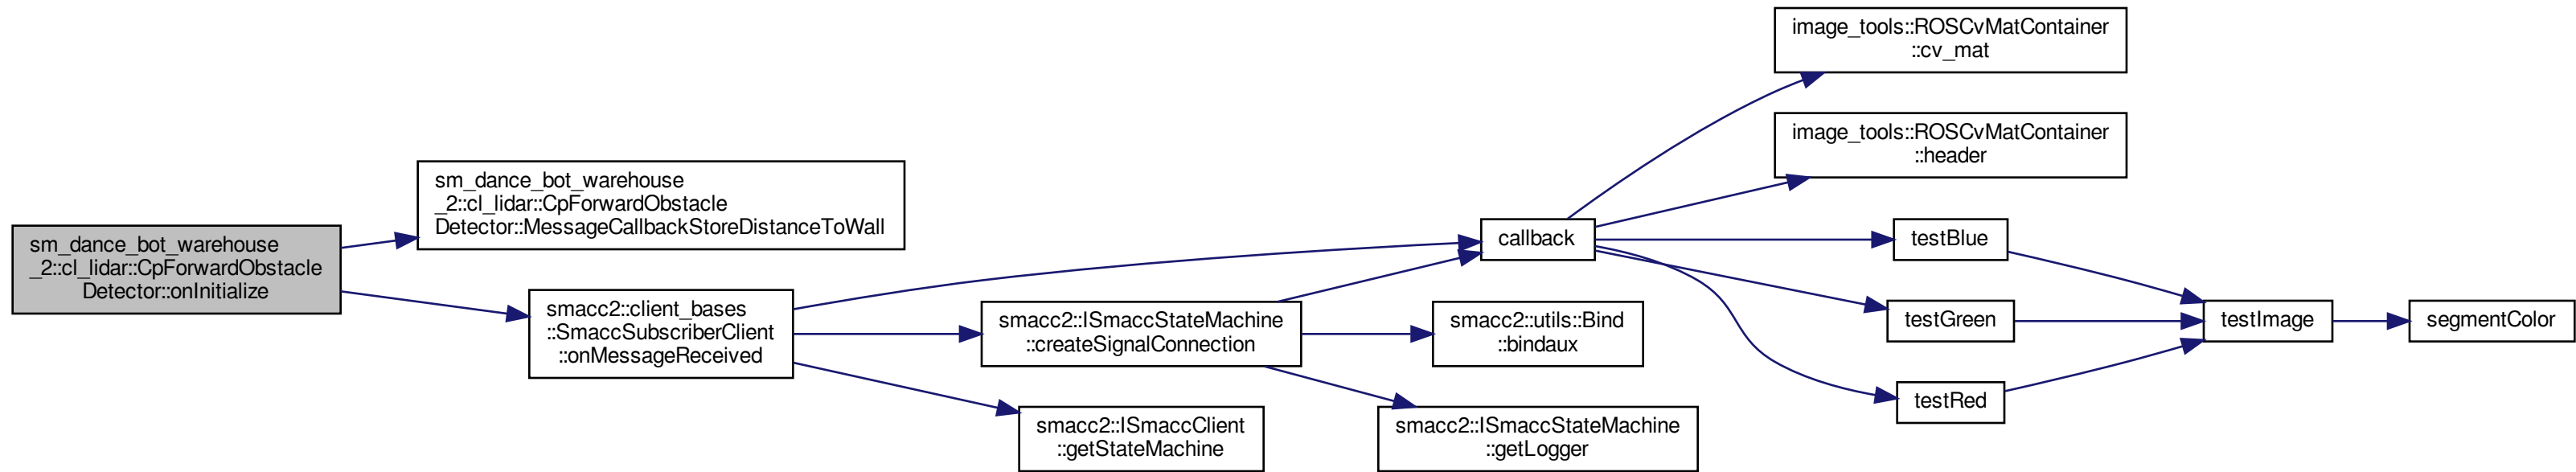 sm_dance_bot_warehouse
_2::cl_lidar::CpForwardObstacle
Detector::onInitialize
sm_dance_bot_warehouse
_2::cl_lidar::CpForwardObstacle
Detector::MessageCallbackStoreDistanceToWall
smacc2::client_bases
::SmaccSubscriberClient
::onMessageReceived
smacc2::ISmaccStateMachine
::createSignalConnection
smacc2::ISmaccClient
::getStateMachine
callback
smacc2::utils::Bind
::bindaux
smacc2::ISmaccStateMachine
::getLogger
image_tools::ROSCvMatContainer
::cv_mat
image_tools::ROSCvMatContainer
::header
testBlue
testGreen
testRed
testImage
segmentColor